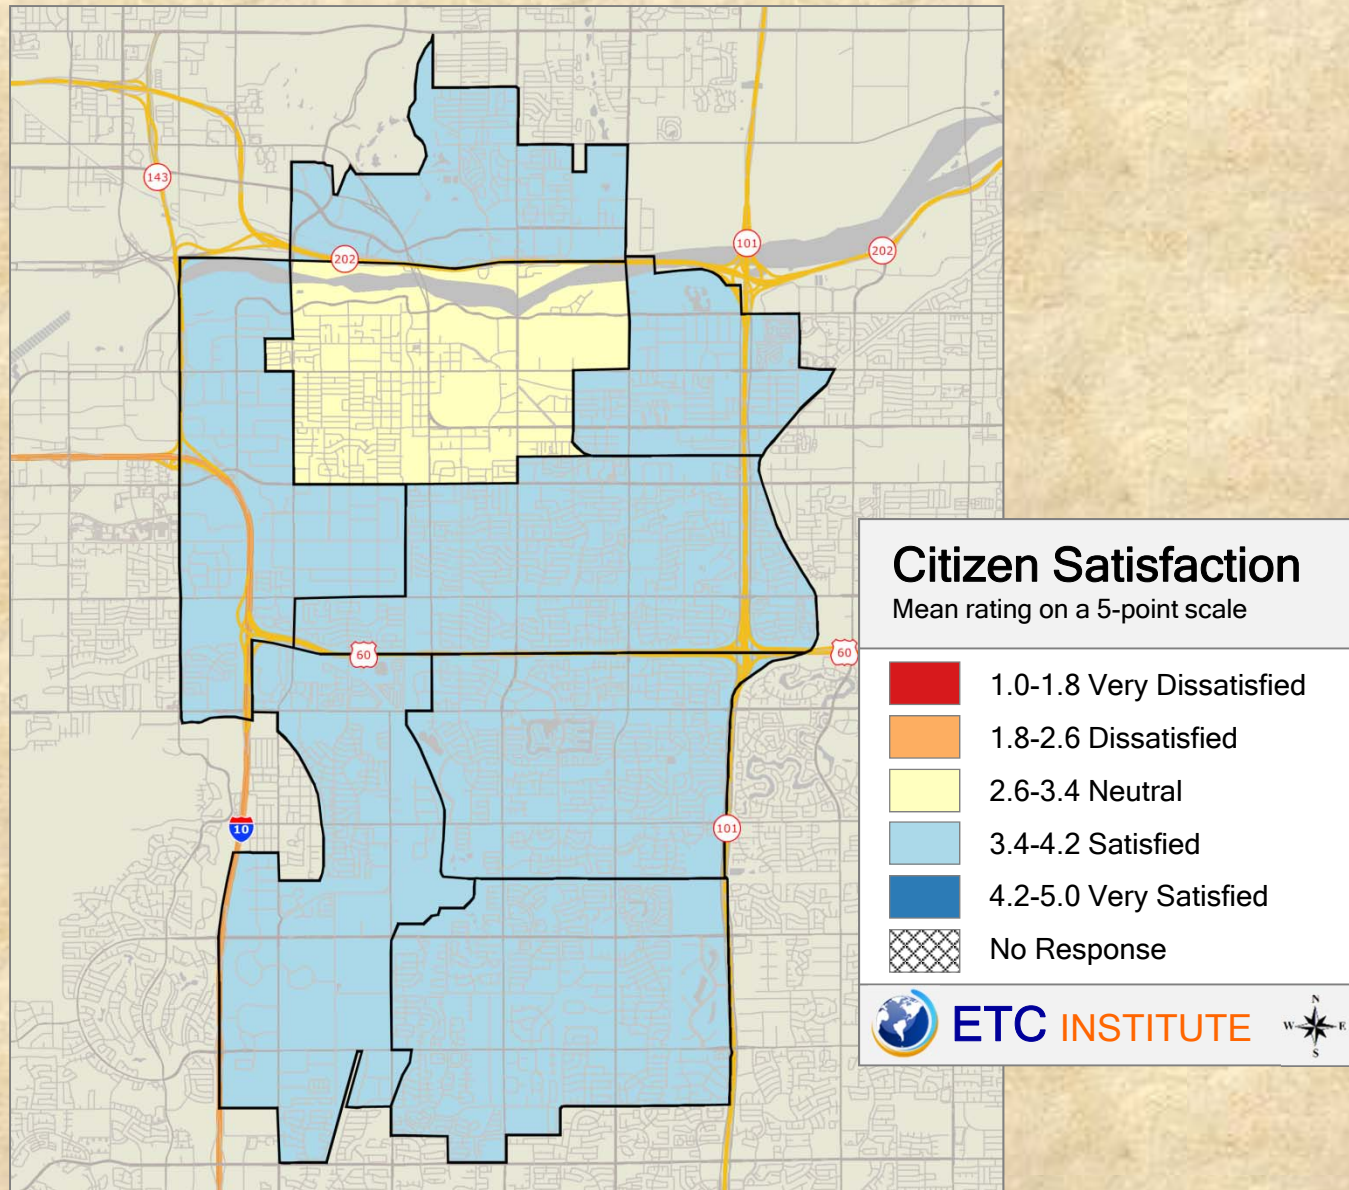 143
202
101
202
60
60
10
101
Citizen Satisfaction
Mean rating on a 5-point scale
1.0-1.8 Very Dissatisfied
1.8-2.6 Dissatisfied
2.6-3.4 Neutral
3.4-4.2 Satisfied
4.2-5.0 Very Satisfied
No Response
ETC INSTITUTE
N
W E
S